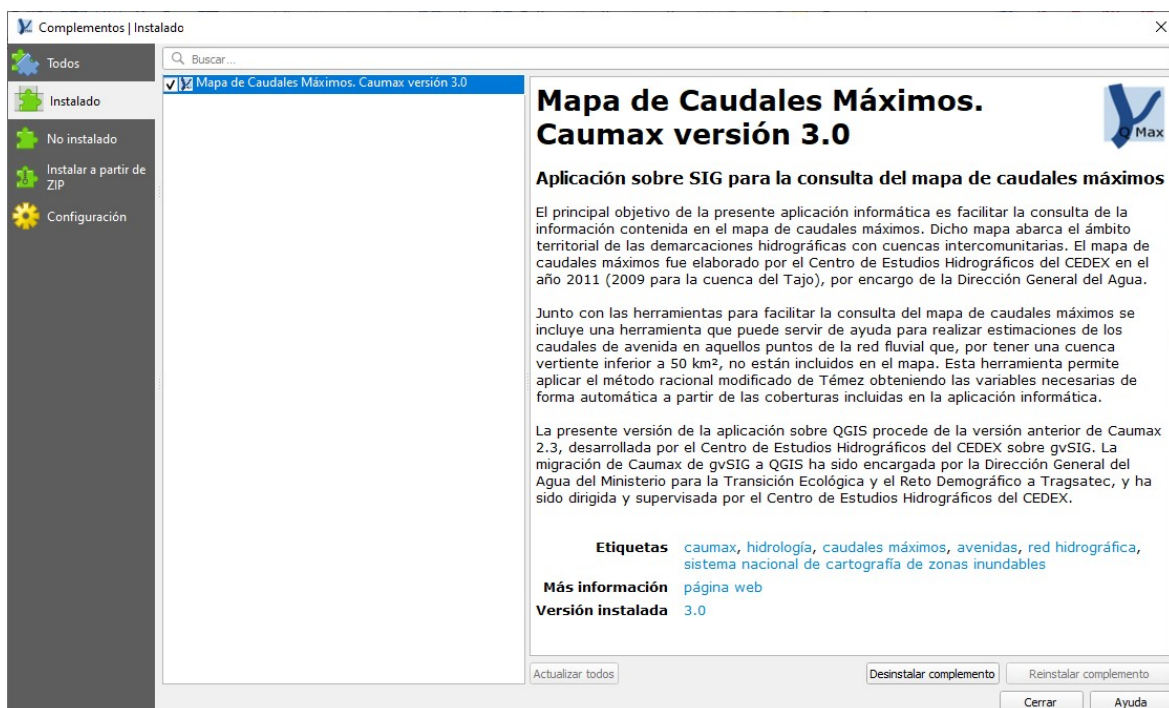 Complementos | Instalado
Todos
Instalado
No instalado
Instalar a partir de
ZIP
Configuración
Buscar...
Mapa de Caudales Máximos. Caumax versión 3.0
Mapa de Caudales Máximos.
Caumax versión 3.0
Q Max
Aplicación sobre SIG para la consulta del mapa de caudales máximos
El principal objetivo de la presente aplicación informática es facilitar la consulta de la
información contenida en el mapa de caudales máximos. Dicho mapa abarca el ámbito
territorial de las demarcaciones hidrográficas con cuencas intercomunitarias. El mapa de
caudales máximos fue elaborado por el Centro de Estudios Hidrográficos del CEDEX en el
año 2011 (2009 para la cuenca del Tajo), por encargo de la Dirección General del Agua.
Junto con las herramientas para facilitar la consulta del mapa de caudales máximos se
incluye una herramienta que puede servir de ayuda para realizar estimaciones de los
caudales de avenida en aquellos puntos de la red fluvial que, por tener una cuenca
vertiente inferior a 50 km², no están incluidos en el mapa. Esta herramienta permite
aplicar el método racional modificado de Témez obteniendo las variables necesarias de
forma automática a partir de las coberturas incluidas en la aplicación informática.
La presente versión de la aplicación sobre QGIS procede de la versión anterior de Caumax
2.3, desarrollada por el Centro de Estudios Hidrográficos del CEDEX sobre gvSIG. La
migración de Caumax de gvSIG a QGIS ha sido encargada por la Dirección General del
Agua del Ministerio para la Transición Ecológica y el Reto Demográfico a Tragsatec, y ha
sido dirigida y supervisada por el Centro de Estudios Hidrográficos del CEDEX.
Etiquetas caumax, hidrología, caudales máximos, avenidas, red hidrográfica,
sistema nacional de cartografía de zonas inundables
Más información página web
Versión instalada 3.0
Actualizar todos Desinstalar complemento Reinstalar complemento
Cerrar Ayuda